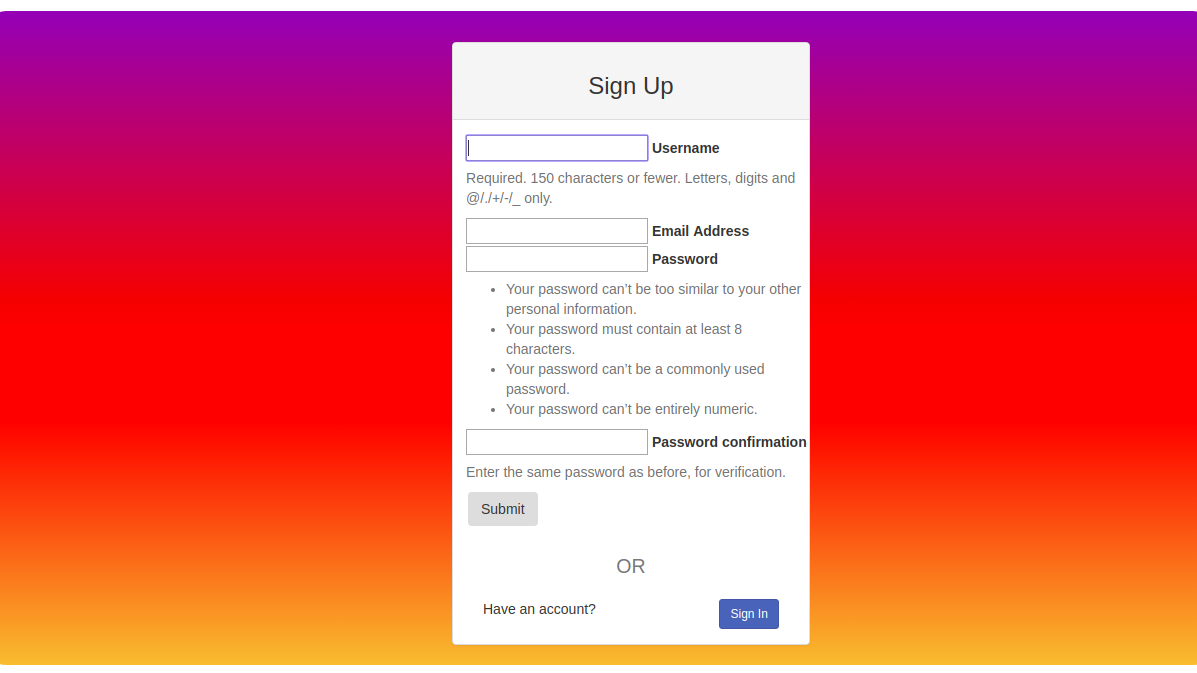 Sign Up
Username
Required. 150 characters or fewer. Letters, digits and
@/./+/-/_ only.
Email Address
Password
• Your password can’t be too similar to your other
personal information.
• Your password must contain at least 8
characters.
• Your password can’t be a commonly used
password.
• Your password can’t be entirely numeric.
Password confirmation
Enter the same password as before, for verification.
Submit
OR
Have an account?
Sign In